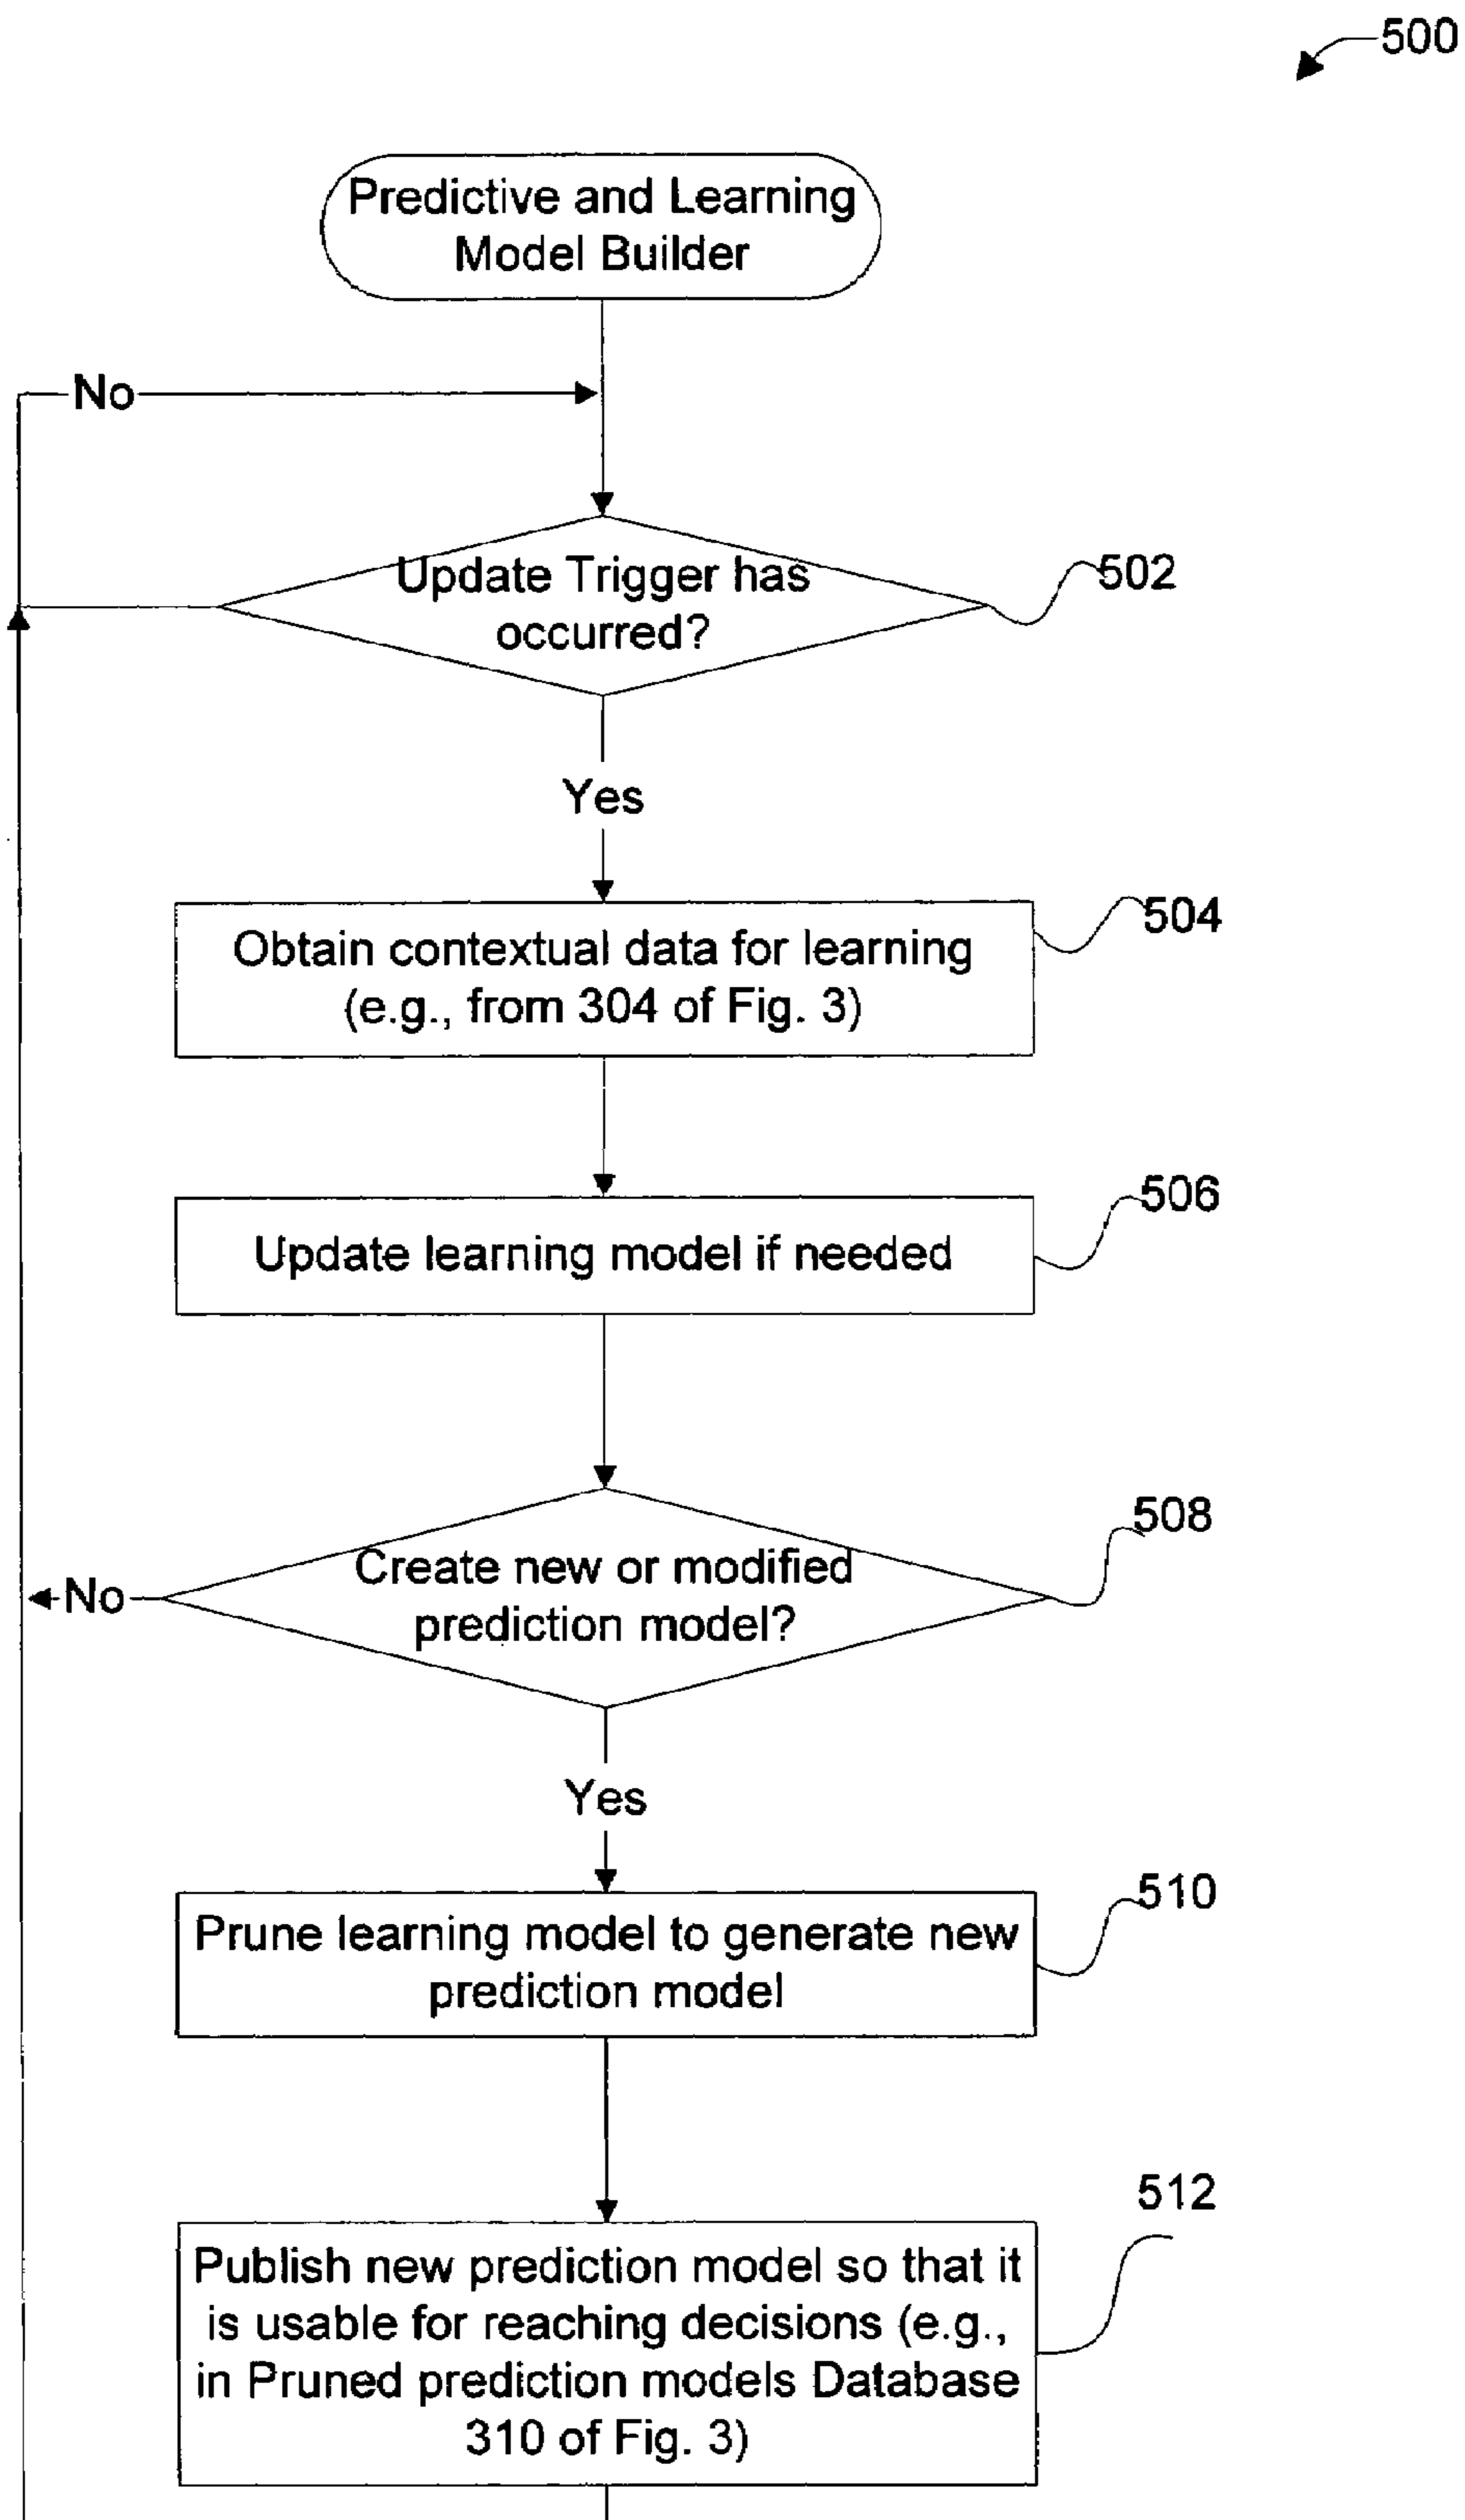 500
Predictive and Learning
Model Builder
No
Update Trigger has
occurred?
502
Yes
Obtain contextual data for learning
(e.g., from 304 of Fig. 3)
504
Update learning model if needed
506
Create new or modified
prediction model?
508
No
Yes
Prune learning model to generate new
prediction model
510
Publish new prediction model so that it
is usable for reaching decisions (e.g.,
in Pruned prediction models Database
310 of Fig. 3)
512